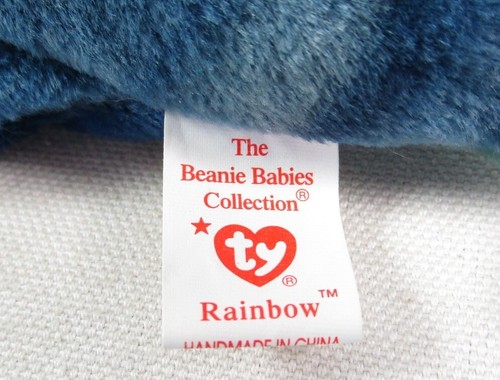 The
Beanie Babies
Collection®
ty®
Rainbow™
HANDMADE IN CHINA